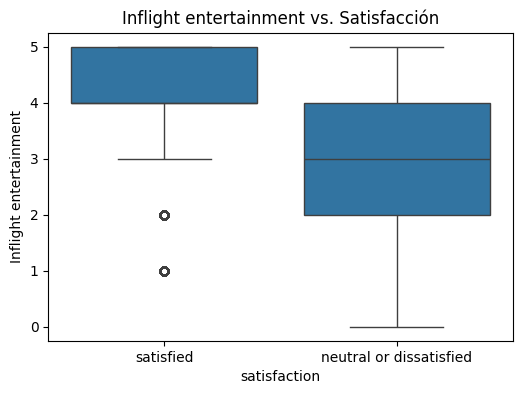 Inflight entertainment vs. Satisfacción
Inflight entertainment
5
4
3
2
1
0
satisfied
neutral or dissatisfied
satisfaction